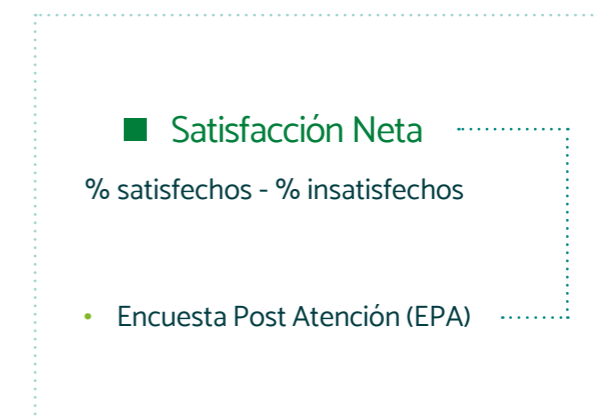 Satisfacción Neta
% satisfechos - % insatisfechos
• Encuesta Post Atención (EPA)